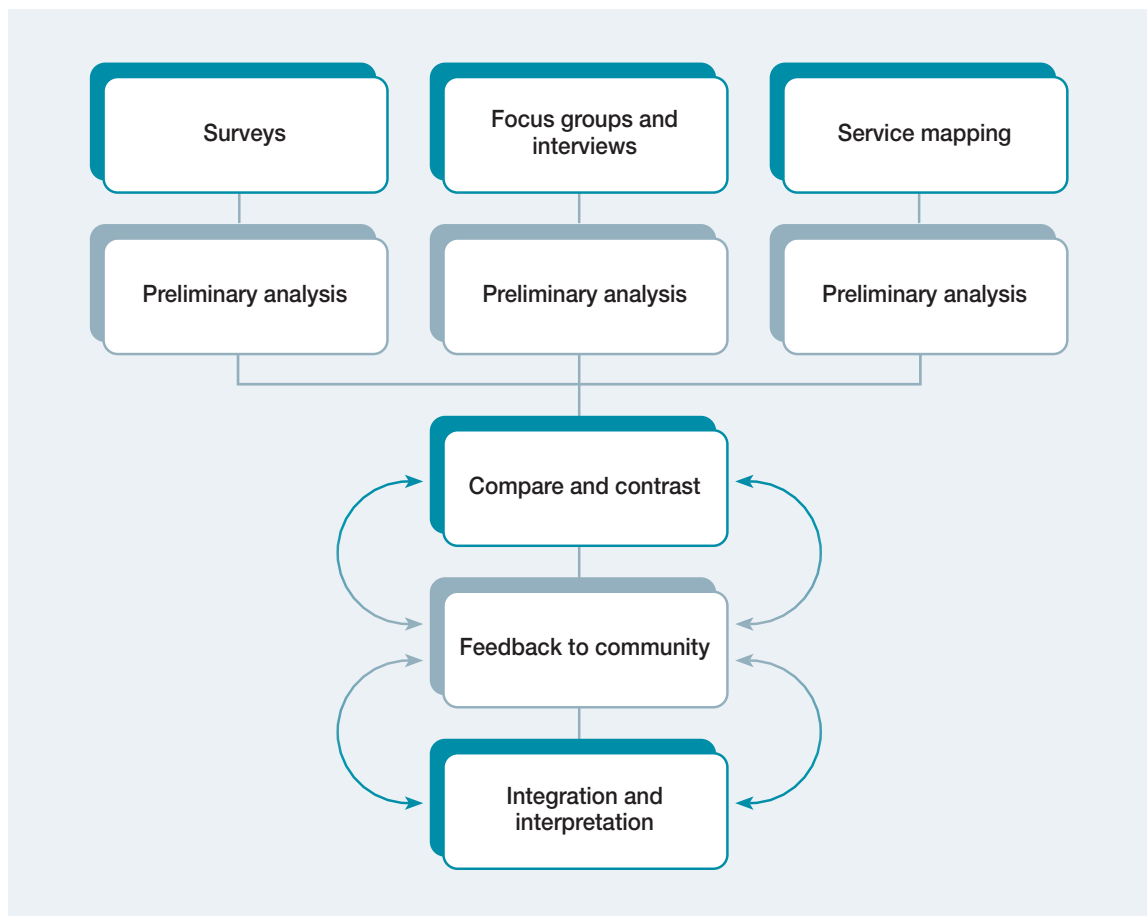 Surveys
Focus groups and
interviews
Service mapping
Preliminary analysis
Preliminary analysis
Preliminary analysis
Compare and contrast
Feedback to community
Integration and
interpretation